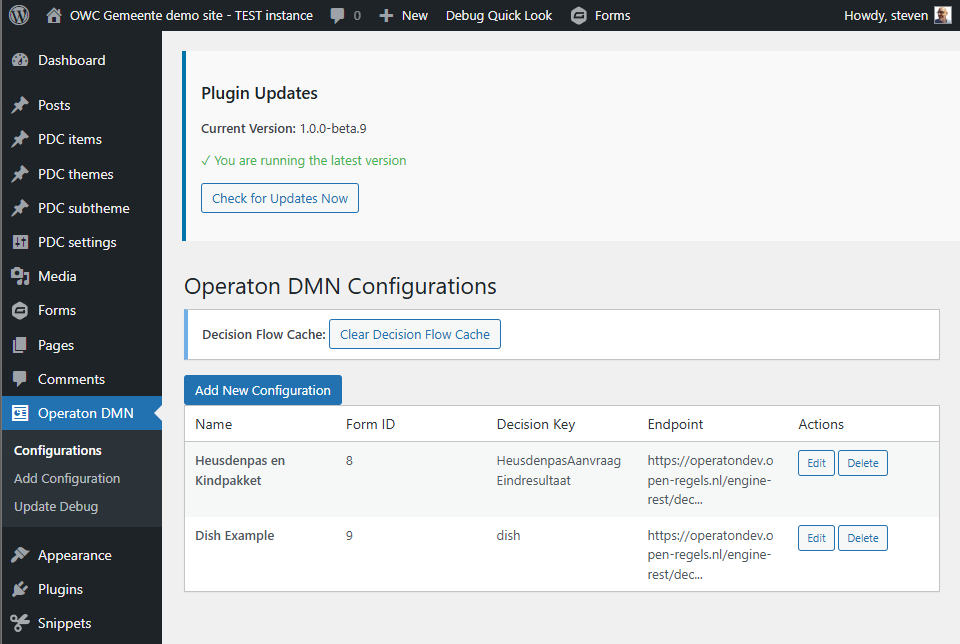 OWC Gemeente demo site - TEST instance 0 New Debug Quick Look Forms Howdy, steven
Dashboard
Posts
PDC items
PDC themes
PDC subtheme
PDC settings
Media
Forms
Pages
Comments
Operaton DMN
Configurations
Add Configuration
Update Debug
Appearance
Plugins
Snippets
Plugin Updates
Current Version: 1.0.0-beta.9
✓ You are running the latest version
Check for Updates Now
Operaton DMN Configurations
Decision Flow Cache: Clear Decision Flow Cache
Add New Configuration
Name Form ID Decision Key Endpoint Actions
Heusdenpas en 8 HeusdenpasAanvraag https://operatondev.o Edit Delete
Kindpakket Eindresultaat pen-regels.nl/engine-
rest/dec...
Dish Example 9 dish https://operatondev.o Edit Delete
pen-regels.nl/engine-
rest/dec...